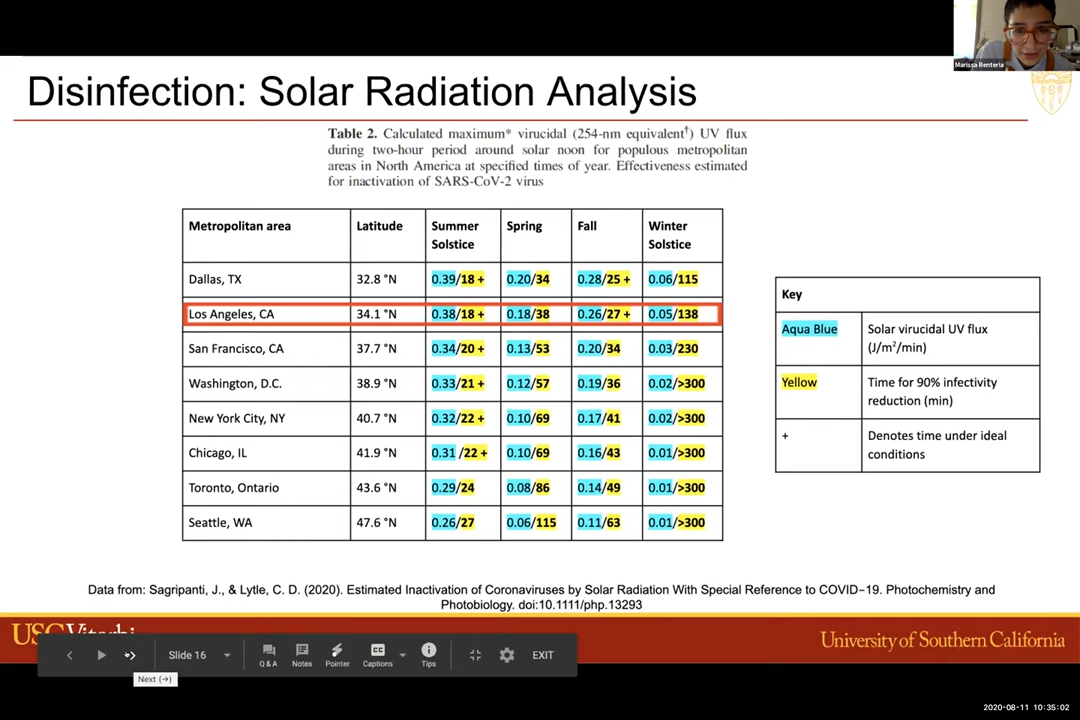 Marissa Renteria
Disinfection: Solar Radiation Analysis
Table 2. Calculated maximum* virucidal (254-nm equivalent†) UV flux
during two-hour period around solar noon for populous metropolitan
areas in North America at specified times of year. Effectiveness estimated
for inactivation of SARS-CoV-2 virus
Metropolitan area Latitude Summer Solstice Spring Fall Winter Solstice
Dallas, TX 32.8 °N 0.39/18 + 0.20/34 0.28/25 + 0.06/115
Los Angeles, CA 34.1 °N 0.38/18 + 0.18/38 0.26/27 + 0.05/138
San Francisco, CA 37.7 °N 0.34/20 + 0.13/53 0.20/34 0.03/230
Washington, D.C. 38.9 °N 0.33/21 + 0.12/57 0.19/36 0.02/>300
New York City, NY 40.7 °N 0.32/22 + 0.10/69 0.17/41 0.02/>300
Chicago, IL 41.9 °N 0.31 /22 + 0.10/69 0.16/43 0.01/>300
Toronto, Ontario 43.6 °N 0.29/24 0.08/86 0.14/49 0.01/>300
Seattle, WA 47.6 °N 0.26/27 0.06/115 0.11/63 0.01/>300
Key
Aqua Blue Solar virucidal UV flux
(J/m²/min)
Yellow Time for 90% infectivity
reduction (min)
+ Denotes time under ideal
conditions
Data from: Sagripanti, J., & Lytle, C. D. (2020). Estimated Inactivation of Coronaviruses by Solar Radiation With Special Reference to COVID−19. Photochemistry and
Photobiology. doi:10.1111/php.13293
USC Viterbi
University of Southern California
Slide 16
Q & A Notes Pointer Captions Tips EXIT
Next (→)
2020-08-11 10:35:02